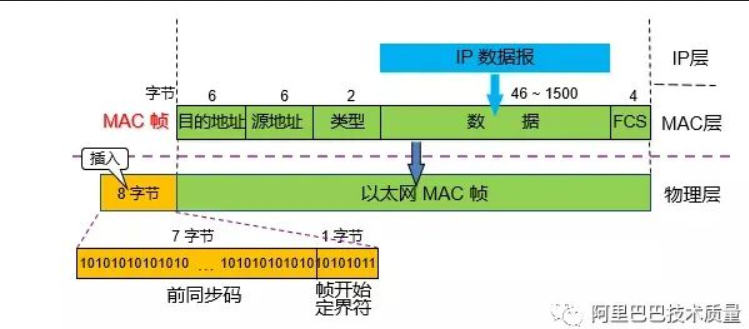 IP 数据报
IP层
字节
6
6
2
46 ~ 1500
4
MAC 帧
目的地址
源地址
类型
数 据
FCS
MAC层
插入
8 字节
以太网 MAC 帧
物理层
7 字节
1 字节
10101010101010 ... 10101010101010101011
前同步码
帧开始
定界符
阿里巴巴技术质量